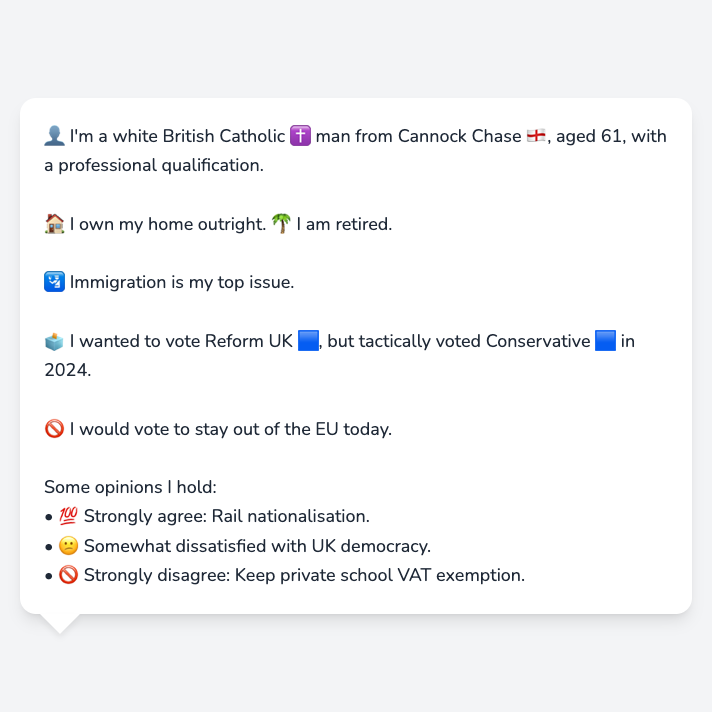 👤 I'm a white British Catholic ✝️ man from Cannock Chase 🏴󠁧󠁢󠁥󠁮󠁧󠁿, aged 61, with
a professional qualification.
🏠 I own my home outright. 🌴 I am retired.
🛂 Immigration is my top issue.
🗳️ I wanted to vote Reform UK 🟦, but tactically voted Conservative 🟦 in
2024.
🚫 I would vote to stay out of the EU today.
Some opinions I hold:
• 💯 Strongly agree: Rail nationalisation.
• 😕 Somewhat dissatisfied with UK democracy.
• 🚫 Strongly disagree: Keep private school VAT exemption.